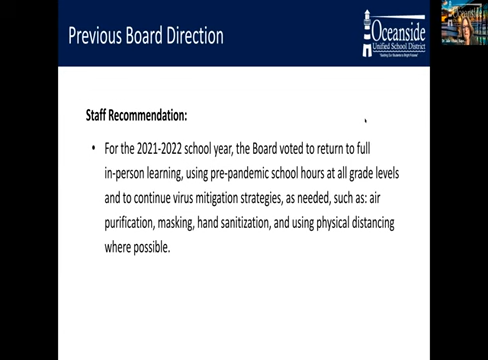 Previous Board Direction
Oceanside
Unified School District
Staff Recommendation:
• For the 2021-2022 school year, the Board voted to return to full
in-person learning, using pre-pandemic school hours at all grade levels
and to continue virus mitigation strategies, as needed, such as: air
purification, masking, hand sanitization, and using physical distancing
where possible.